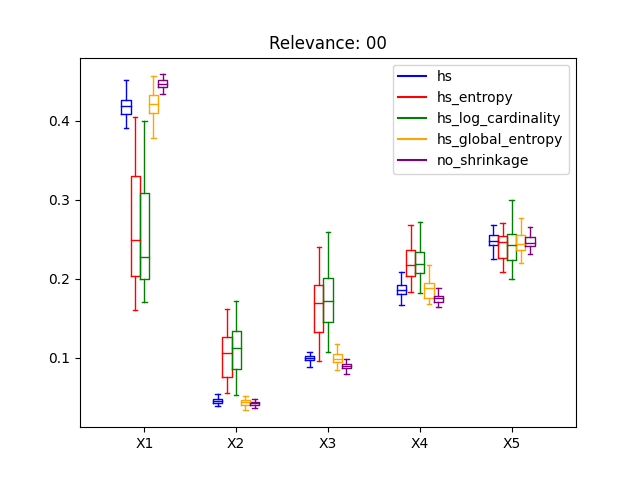 Relevance: 00
hs
hs_entropy
hs_log_cardinality
hs_global_entropy
no_shrinkage
0.4
0.3
0.2
0.1
X1 X2 X3 X4 X5